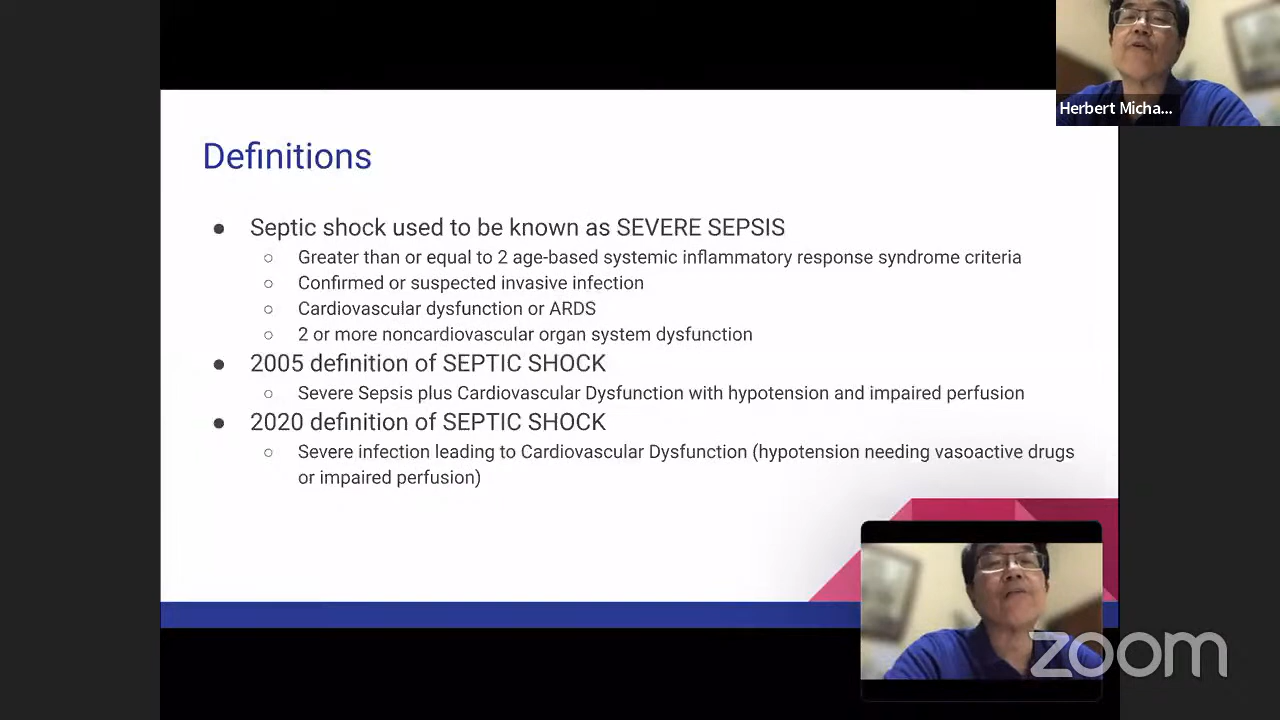 Herbert Micha...
Definitions
● Septic shock used to be known as SEVERE SEPSIS
○ Greater than or equal to 2 age-based systemic inflammatory response syndrome criteria
○ Confirmed or suspected invasive infection
○ Cardiovascular dysfunction or ARDS
○ 2 or more noncardiovascular organ system dysfunction
● 2005 definition of SEPTIC SHOCK
○ Severe Sepsis plus Cardiovascular Dysfunction with hypotension and impaired perfusion
● 2020 definition of SEPTIC SHOCK
○ Severe infection leading to Cardiovascular Dysfunction (hypotension needing vasoactive drugs
or impaired perfusion)
zoom